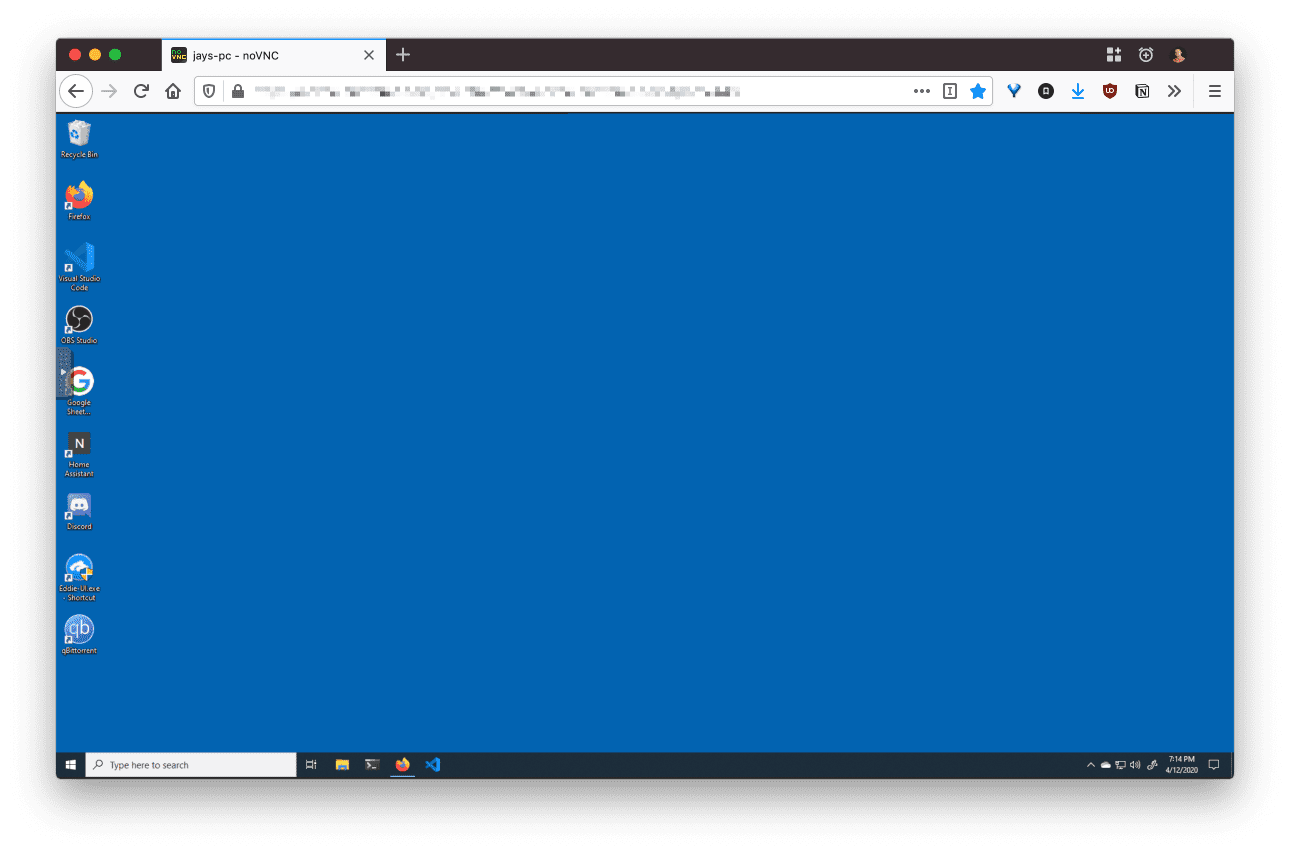 jays-pc - noVNC
Recycle Bin
Firefox
Visual Studio
Code
OBS Studio
Google
Sheet...
N
Home
Assistant
Discord
Eddie-UI.exe
- Shortcut
qb
qBittorrent
Type here to search
7:14 PM
4/12/2020